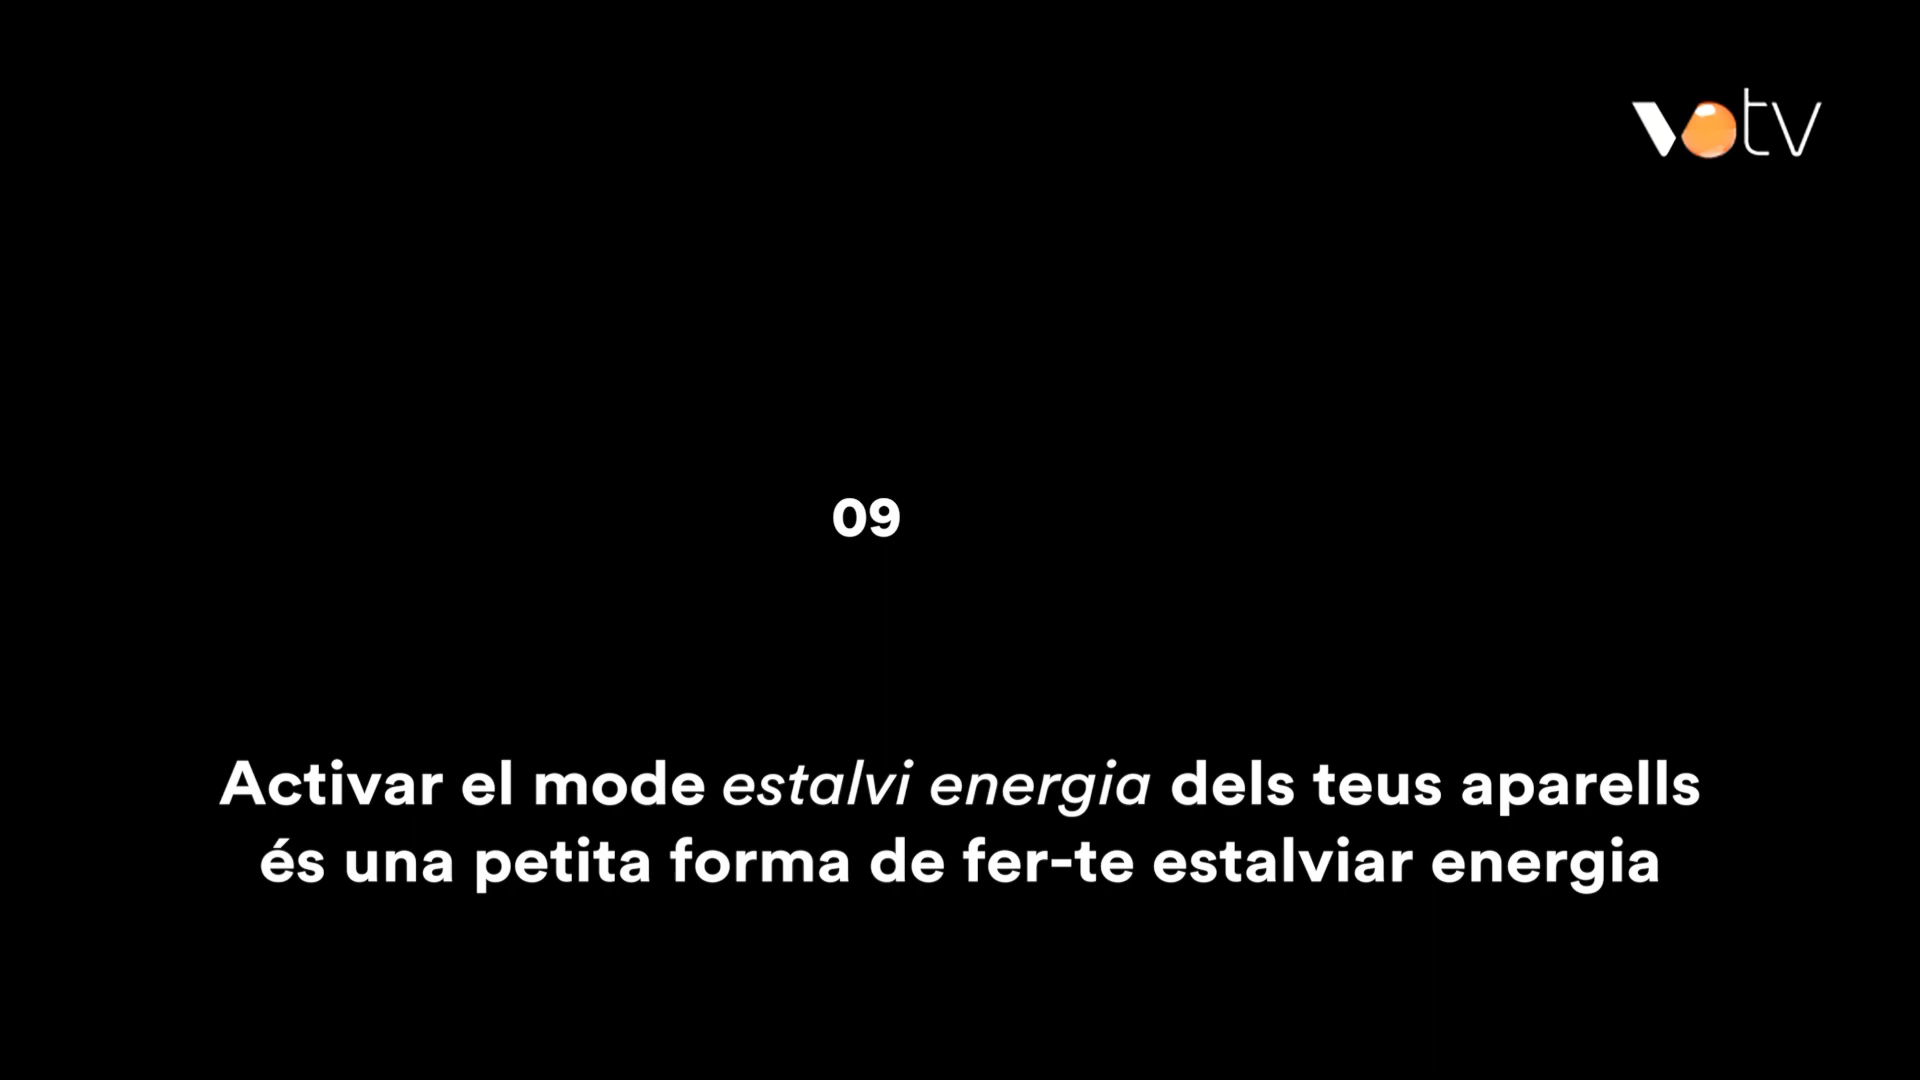 votv
09
Activar el mode estalvi energia dels teus aparells
és una petita forma de fer-te estalviar energia